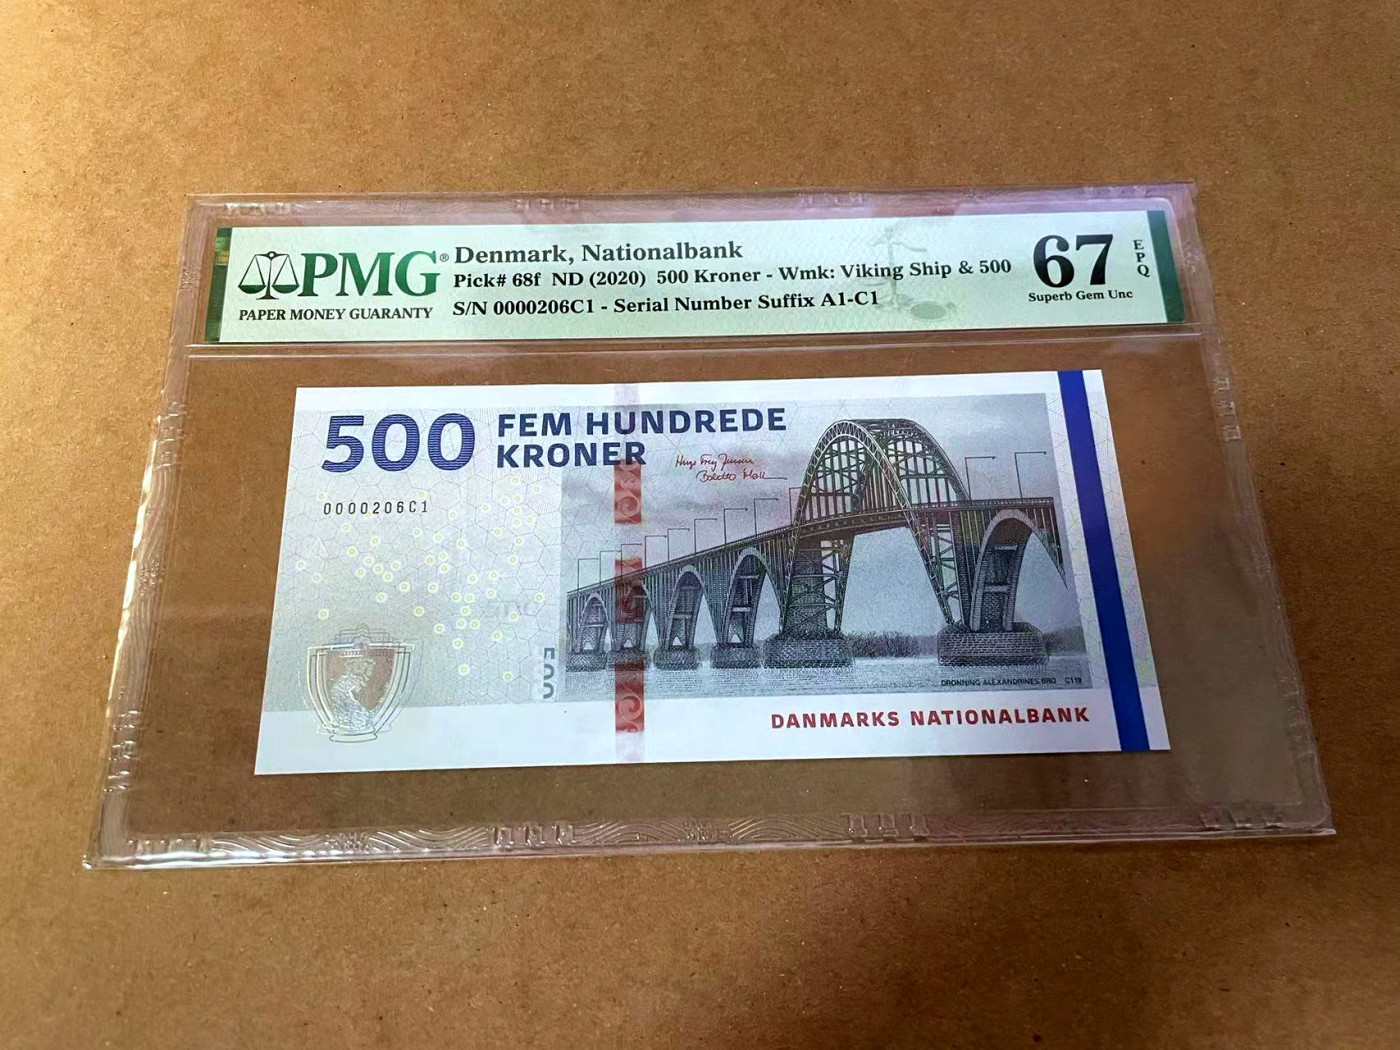 PMG®
PAPER MONEY GUARANTY
Denmark, Nationalbank
Pick# 68f ND (2020) 500 Kroner - Wmk: Viking Ship & 500
S/N 0000206C1 - Serial Number Suffix A1-C1
67
EPQ
Superb Gem Unc
500 FEM HUNDREDE
KRONER
0000206C1
DRONNING ALEXANDRINES BRO
DANMARKS NATIONALBANK